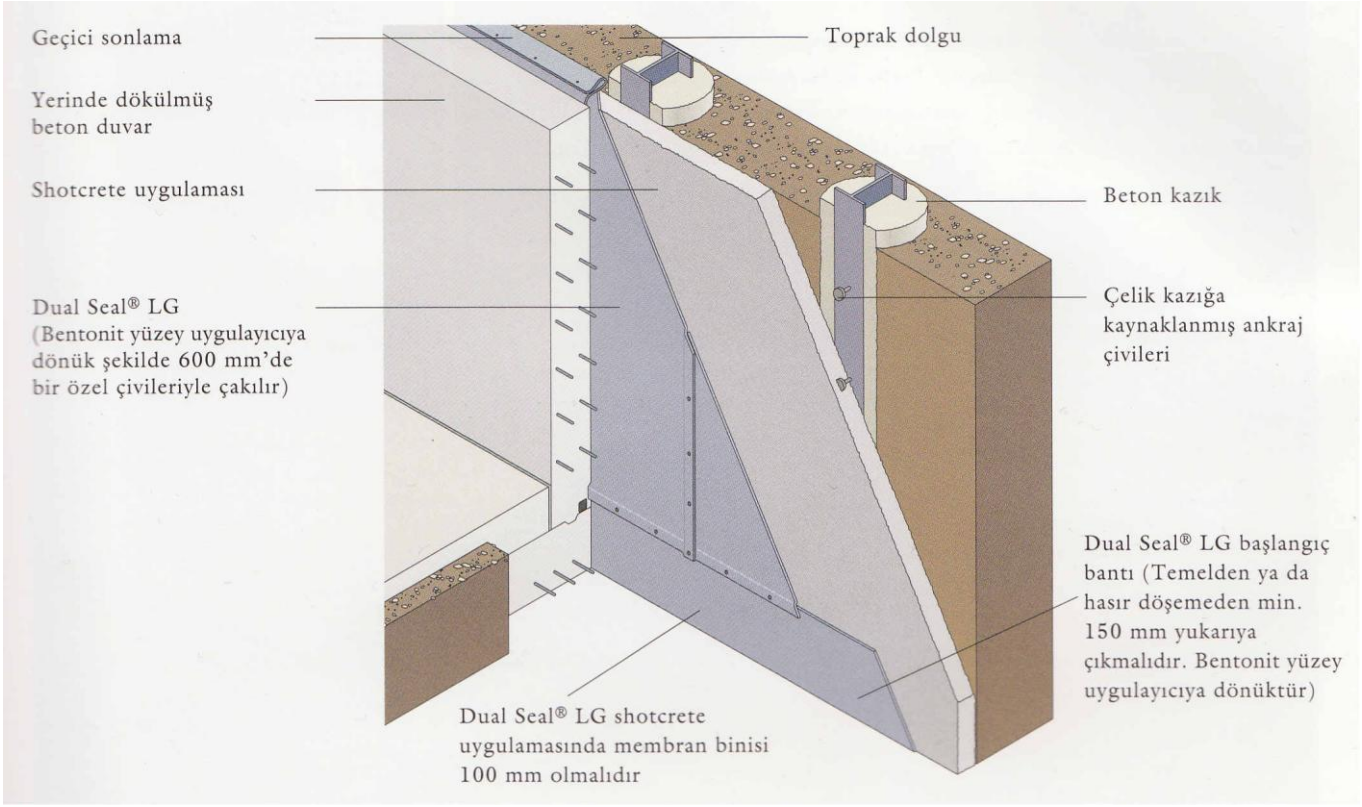 Geçici sonlama
Yerinde dökülmüş
beton duvar
Shotcrete uygulaması
Dual Seal® LG
(Bentonit yüzey uygulayıcıya
dönük şekilde 600 mm’de
bir özel çivileriyle çakılır)
Toprak dolgu
Beton kazık
Çelik kazığa
kaynaklanmış ankraj
çivileri
Dual Seal® LG başlangıç
bantı (Temelden ya da
hasır döşemeden min.
150 mm yukarıya
çıkmalıdır. Bentonit yüzey
uygulayıcıya dönüktür)
Dual Seal® LG shotcrete
uygulamasında membran binisi
100 mm olmalıdır